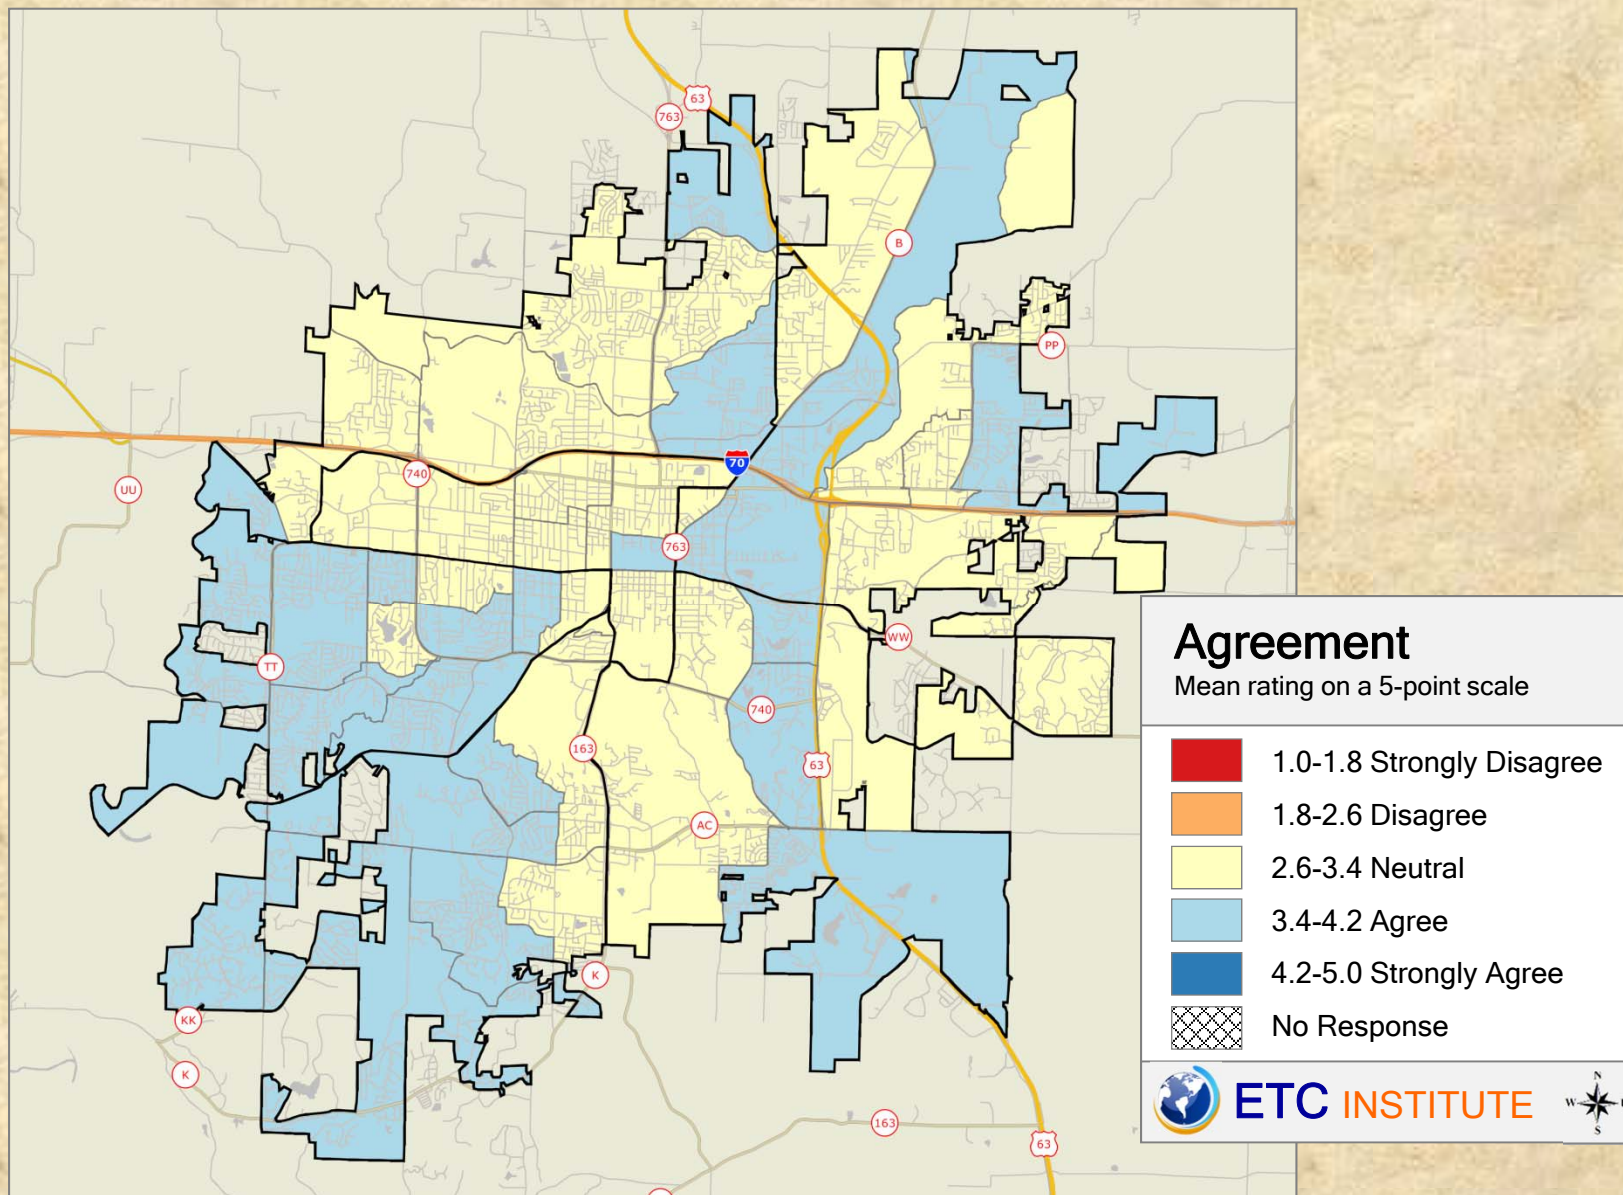 63
763
B
PP
70
740
UU
763
WW
TT
740
163
63
AC
K
KK
K
163
63
Agreement
Mean rating on a 5-point scale
1.0-1.8 Strongly Disagree
1.8-2.6 Disagree
2.6-3.4 Neutral
3.4-4.2 Agree
4.2-5.0 Strongly Agree
No Response
ETC INSTITUTE
N
W
S